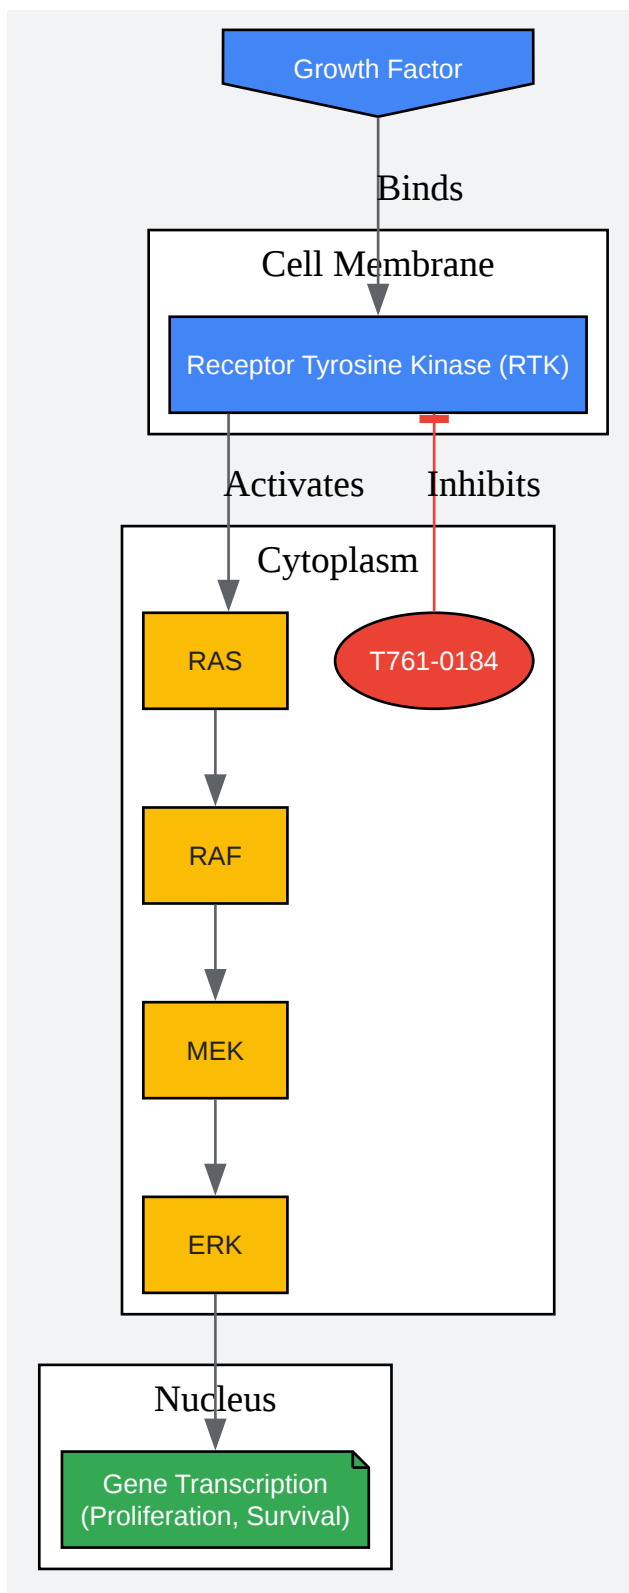 Growth Factor
Binds
Cell Membrane
Receptor Tyrosine Kinase (RTK)
Activates
Inhibits
Cytoplasm
RAS
T761-0184
RAF
MEK
ERK
Nucleus
Gene Transcription
(Proliferation, Survival)